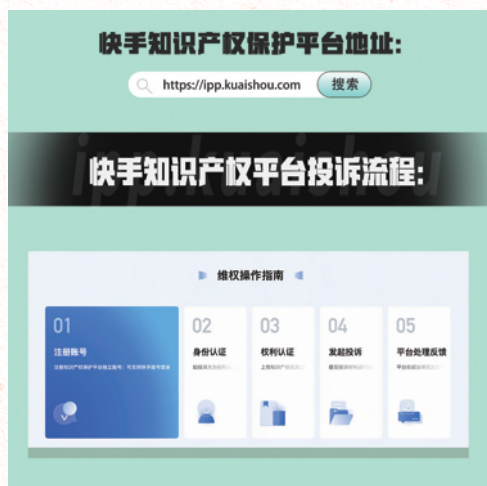 快手知识产权保护平台地址:
https://ipp.kuaishou.com
搜索
ipp.kuaishou
快手知识产权平台投诉流程:
维权操作指南
01
注册账号
02
身份认证
03
权利认证
04
发起投诉
05
平台处理反馈